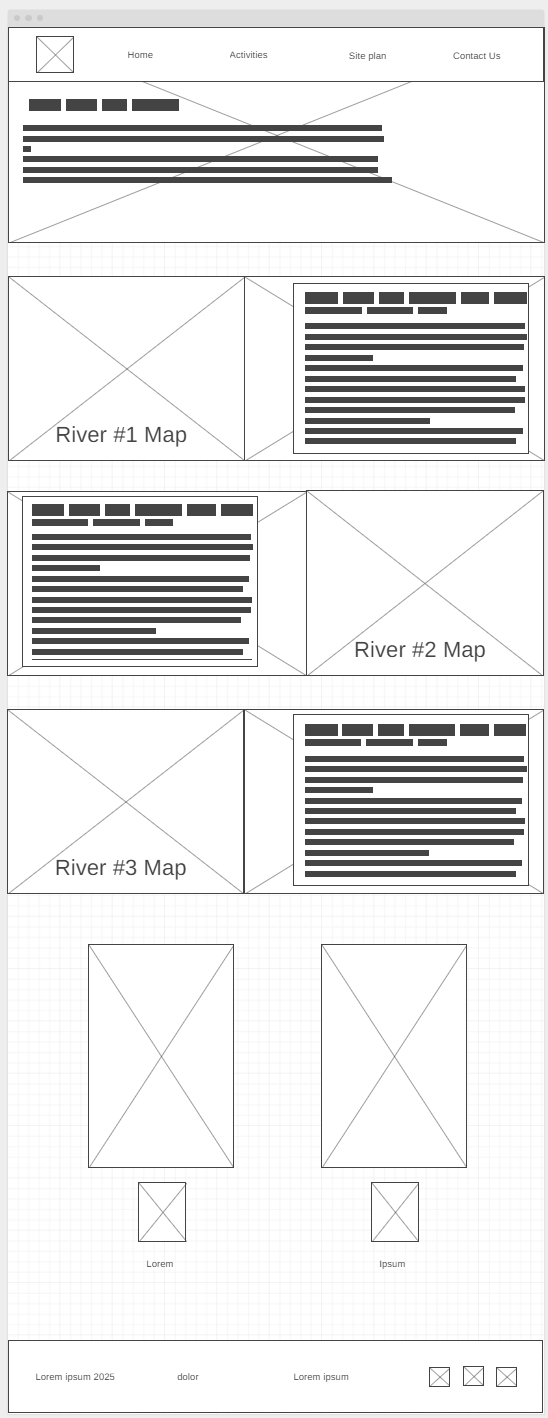 Home Activities Site plan Contact Us
River #1 Map
River #2 Map
River #3 Map
Lorem Ipsum
Lorem ipsum 2025 dolor Lorem ipsum